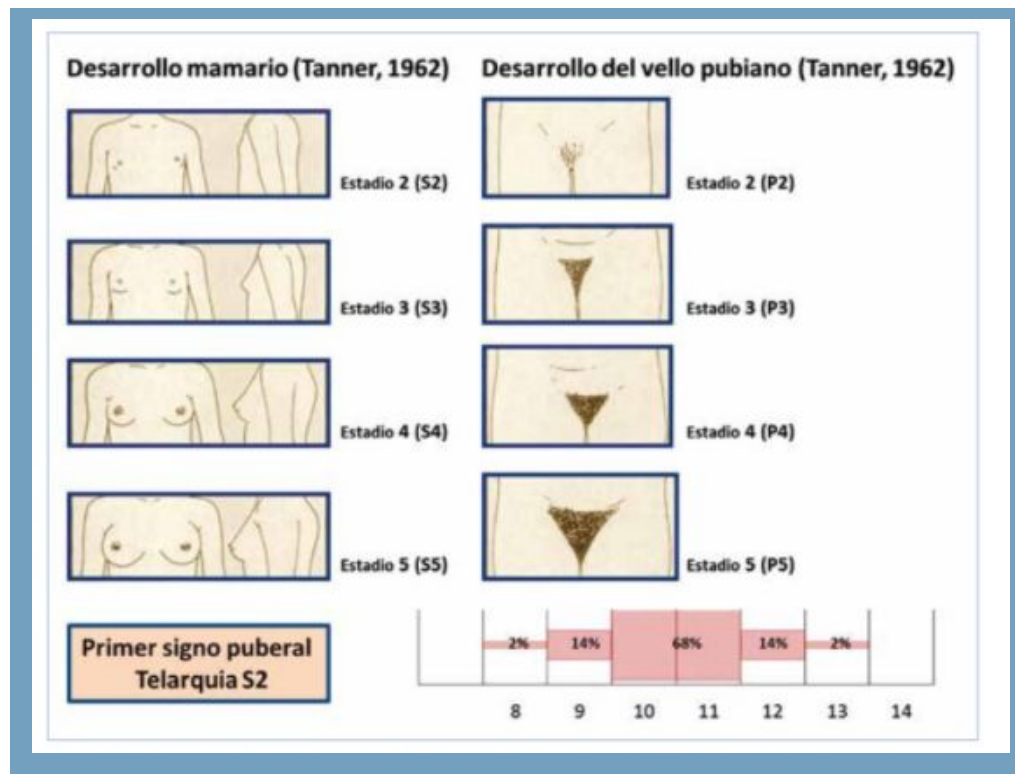 Desarrollo mamario (Tanner, 1962)
Desarrollo del vello pubiano (Tanner, 1962)
Estadio 2 (S2)
Estadio 2 (P2)
Estadio 3 (S3)
Estadio 3 (P3)
Estadio 4 (S4)
Estadio 4 (P4)
Estadio 5 (S5)
Estadio 5 (P5)
Primer signo puberal
Telarquia S2
2% 14% 68% 14% 2%
8 9 10 11 12 13 14